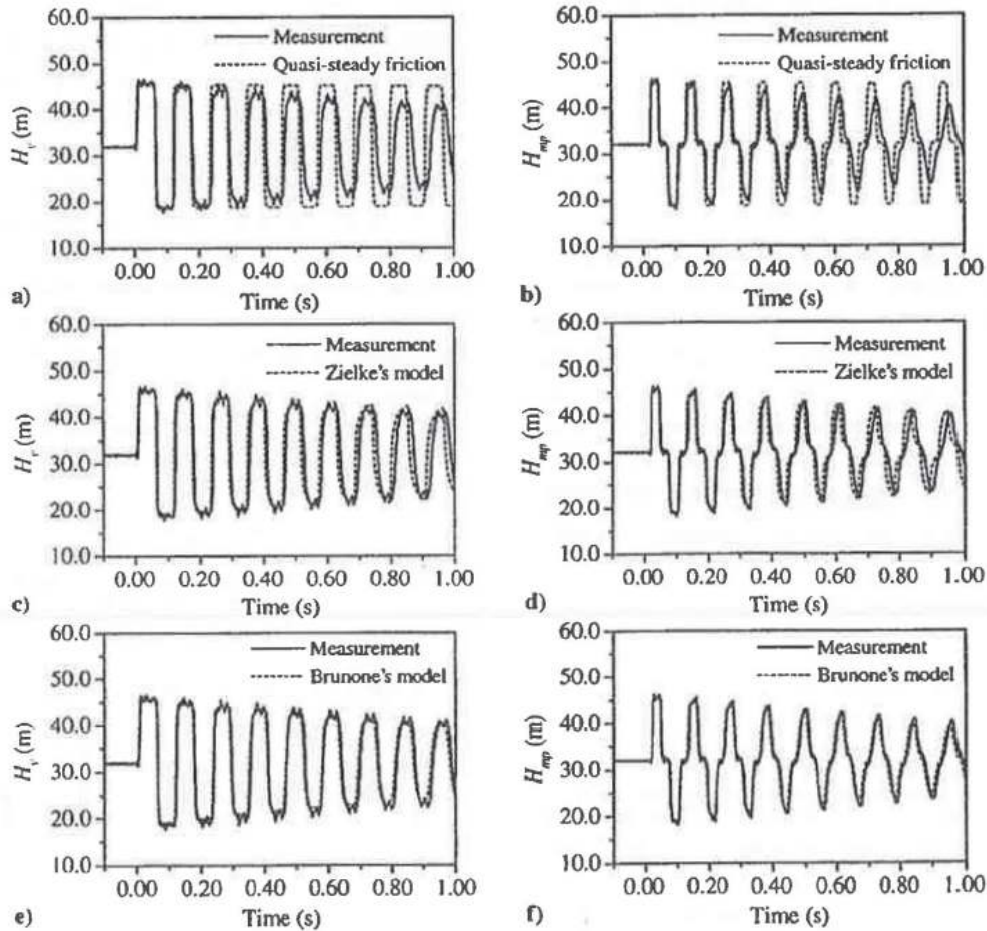 60.0
50.0
40.0
30.0
20.0
10.0
H_v (m)
Measurement
Quasi-steady friction
0.00 0.20 0.40 0.60 0.80 1.00
Time (s)
a)
60.0
50.0
40.0
30.0
20.0
10.0
H_mp (m)
Measurement
Quasi-steady friction
0.00 0.20 0.40 0.60 0.80 1.00
Time (s)
b)
60.0
50.0
40.0
30.0
20.0
10.0
H_v (m)
Measurement
Zielke's model
0.00 0.20 0.40 0.60 0.80 1.00
Time (s)
c)
60.0
50.0
40.0
30.0
20.0
10.0
H_mp (m)
Measurement
Zielke's model
0.00 0.20 0.40 0.60 0.80 1.00
Time (s)
d)
60.0
50.0
40.0
30.0
20.0
10.0
H_v (m)
Measurement
Brunone's model
0.00 0.20 0.40 0.60 0.80 1.00
Time (s)
e)
60.0
50.0
40.0
30.0
20.0
10.0
H_mp (m)
Measurement
Brunone's model
0.00 0.20 0.40 0.60 0.80 1.00
Time (s)
f)